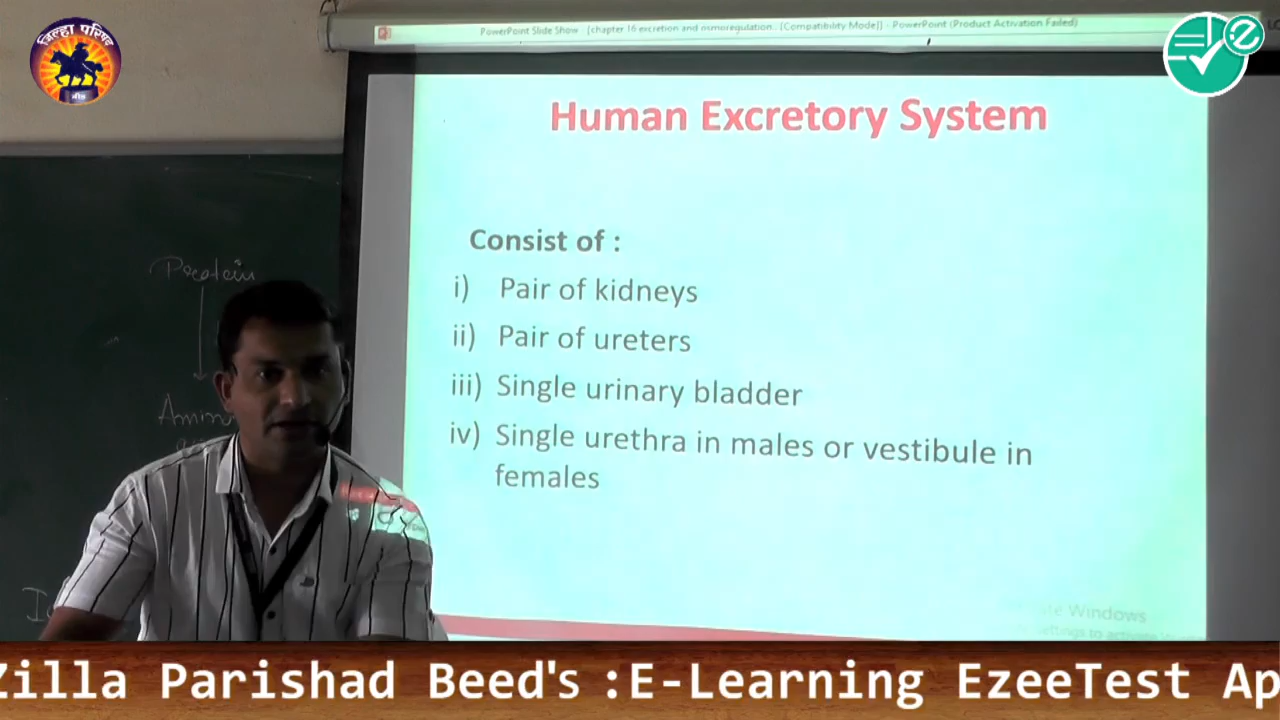 जिल्हा परिषद
बीड
PowerPoint Slide Show [chapter 16 excretion and osmoregulation.. [Compatibility Mode]] - PowerPoint (Product Activation Failed)
Human Excretory System
Consist of :
i) Pair of kidneys
ii) Pair of ureters
iii) Single urinary bladder
iv) Single urethra in males or vestibule in
females
Protein
Windows
Zilla Parishad Beed's :E-Learning EzeeTest Ap